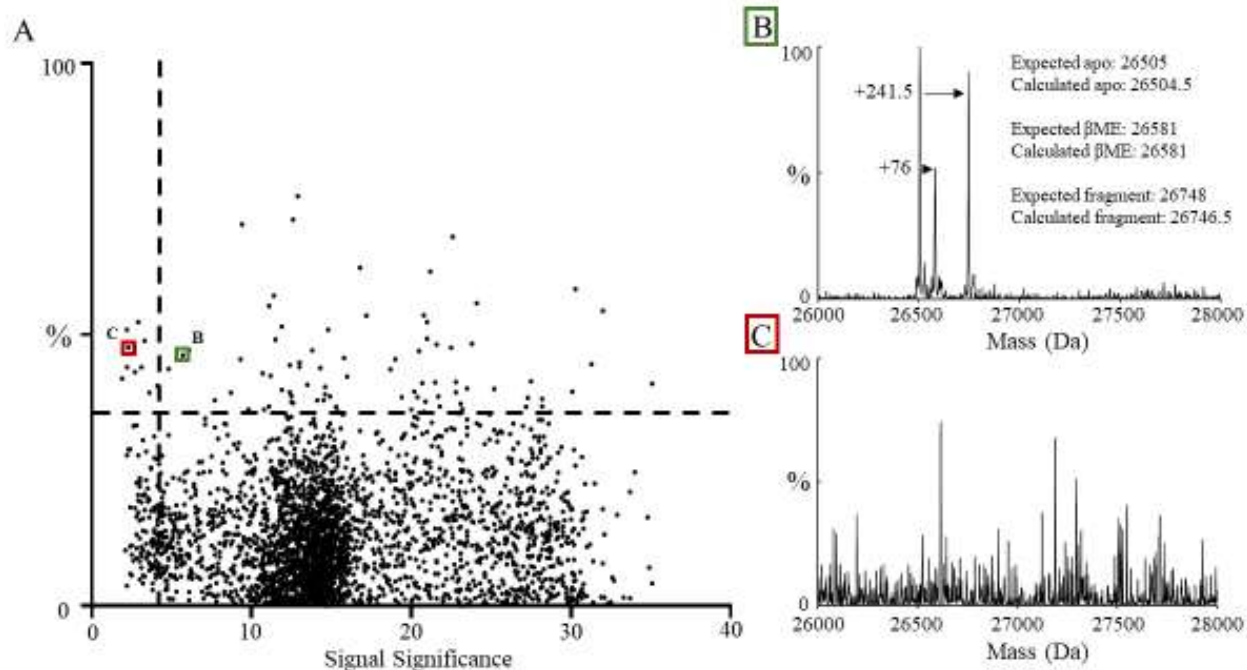 A
100
%
0
0
10
20
30
40
Signal Significance
C
B
B
100
%
0
+241.5
+76
Expected apo: 26505
Calculated apo: 26504.5
Expected βME: 26581
Calculated βME: 26581
Expected fragment: 26748
Calculated fragment: 26746.5
26000
26500
27000
27500
28000
Mass (Da)
C
100
%
0
26000
26500
27000
27500
28000
Mass (Da)